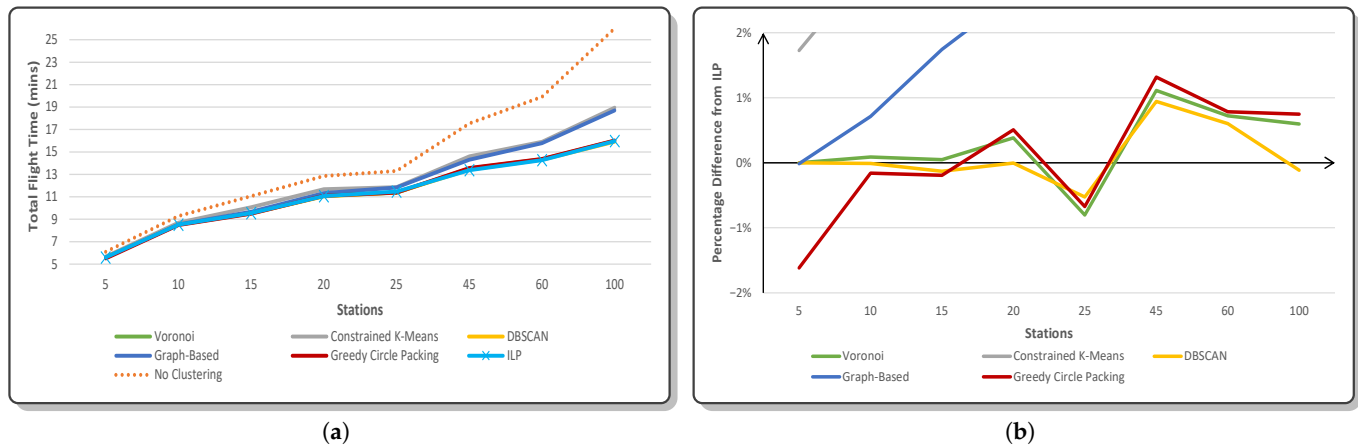 25
23
21
19
17
15
13
11
9
7
5
Total Flight Time (mins)
5 10 15 20 25 45 60 100
Stations
Voronoi Constrained K-Means DBSCAN
Graph-Based Greedy Circle Packing ILP
No Clustering
(a)
2%
1%
0%
−1%
−2%
Percentage Difference from ILP
5 10 15 20 25 45 60 100
Stations
Voronoi Constrained K-Means DBSCAN
Graph-Based Greedy Circle Packing
(b)